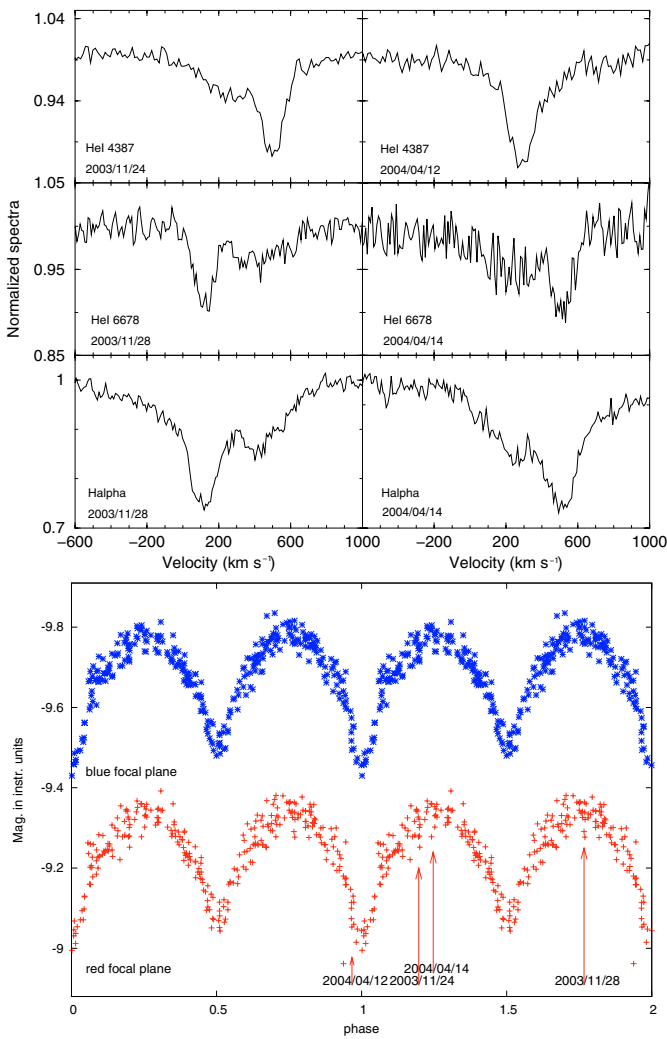 1.04
0.94
HeI 4387
2003/11/24
HeI 4387
2004/04/12
1.05
0.95
HeI 6678
2003/11/28
HeI 6678
2004/04/14
0.85
1
Halpha
2003/11/28
Halpha
2004/04/14
0.7
Normalized spectra
−600 −200 200 600 1000 −200 200 600 1000
Velocity (km s⁻¹) Velocity (km s⁻¹)
-9.8
-9.6
-9.4
-9.2
-9
Mag. in instr. units
blue focal plane
red focal plane
2004/04/14
2004/04/12 2003/11/24 2003/11/28
0 0.5 1 1.5 2
phase